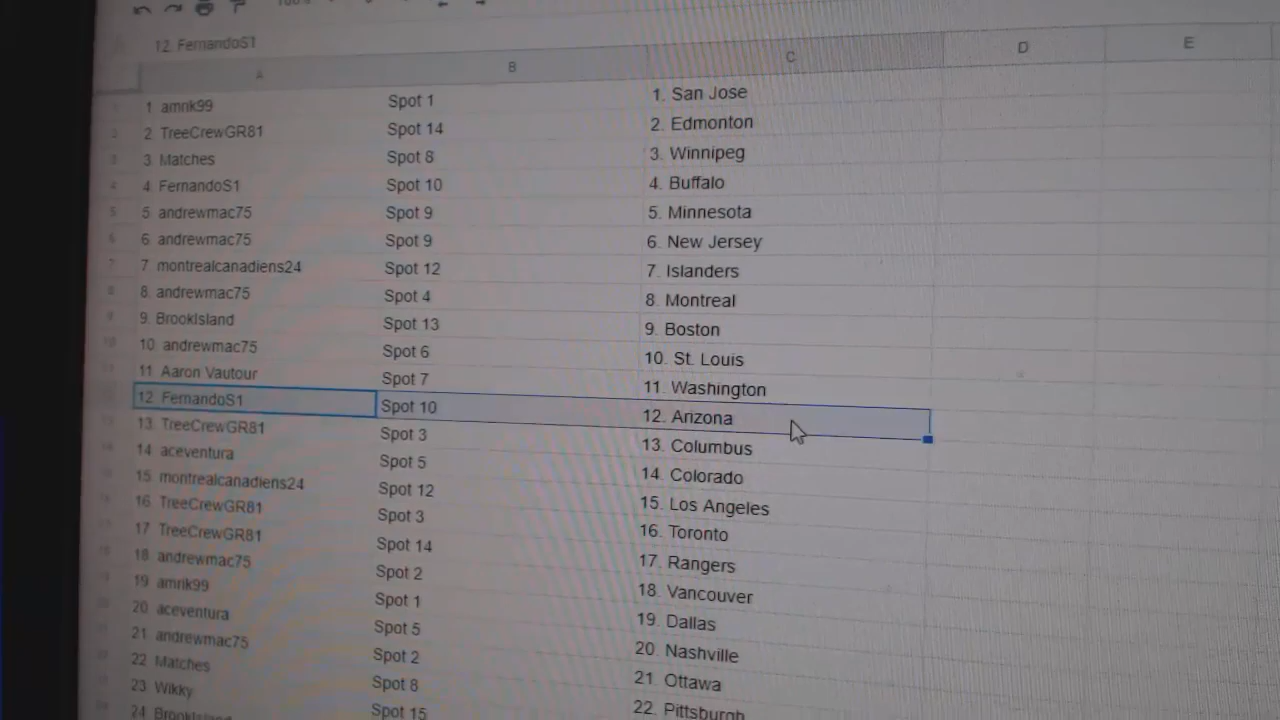 12. FernandoS1
A B C D E
1 amnk99 Spot 1 1. San Jose
2 TreeCrewGR81 Spot 14 2. Edmonton
3. Matches Spot 8 3. Winnipeg
4. FernandoS1 Spot 10 4. Buffalo
5 andrewmac75 Spot 9 5. Minnesota
6. andrewmac75 Spot 9 6. New Jersey
7. montrealcanadiens24 Spot 12 7. Islanders
8. andrewmac75 Spot 4 8. Montreal
9. BrookIsland Spot 13 9. Boston
10. andrewmac75 Spot 6 10. St. Louis
11 Aaron Vautour Spot 7 11. Washington
12. FernandoS1 Spot 10 12. Arizona
13. TreeCrewGR81 Spot 3 13. Columbus
14 aceventura Spot 5 14. Colorado
15. montrealcanadiens24 Spot 12 15. Los Angeles
16 TreeCrewGR81 Spot 3 16. Toronto
17 TreeCrewGR81 Spot 14 17. Rangers
18 andrewmac75 Spot 2 18. Vancouver
19 amnk99 Spot 1 19. Dallas
20 aceventura Spot 5 20. Nashville
21 andrewmac75 Spot 2 21 Ottawa
22 Matches Spot 8 22. Pittsburgh
23 Wikky Spot 15
24 BrookIsland